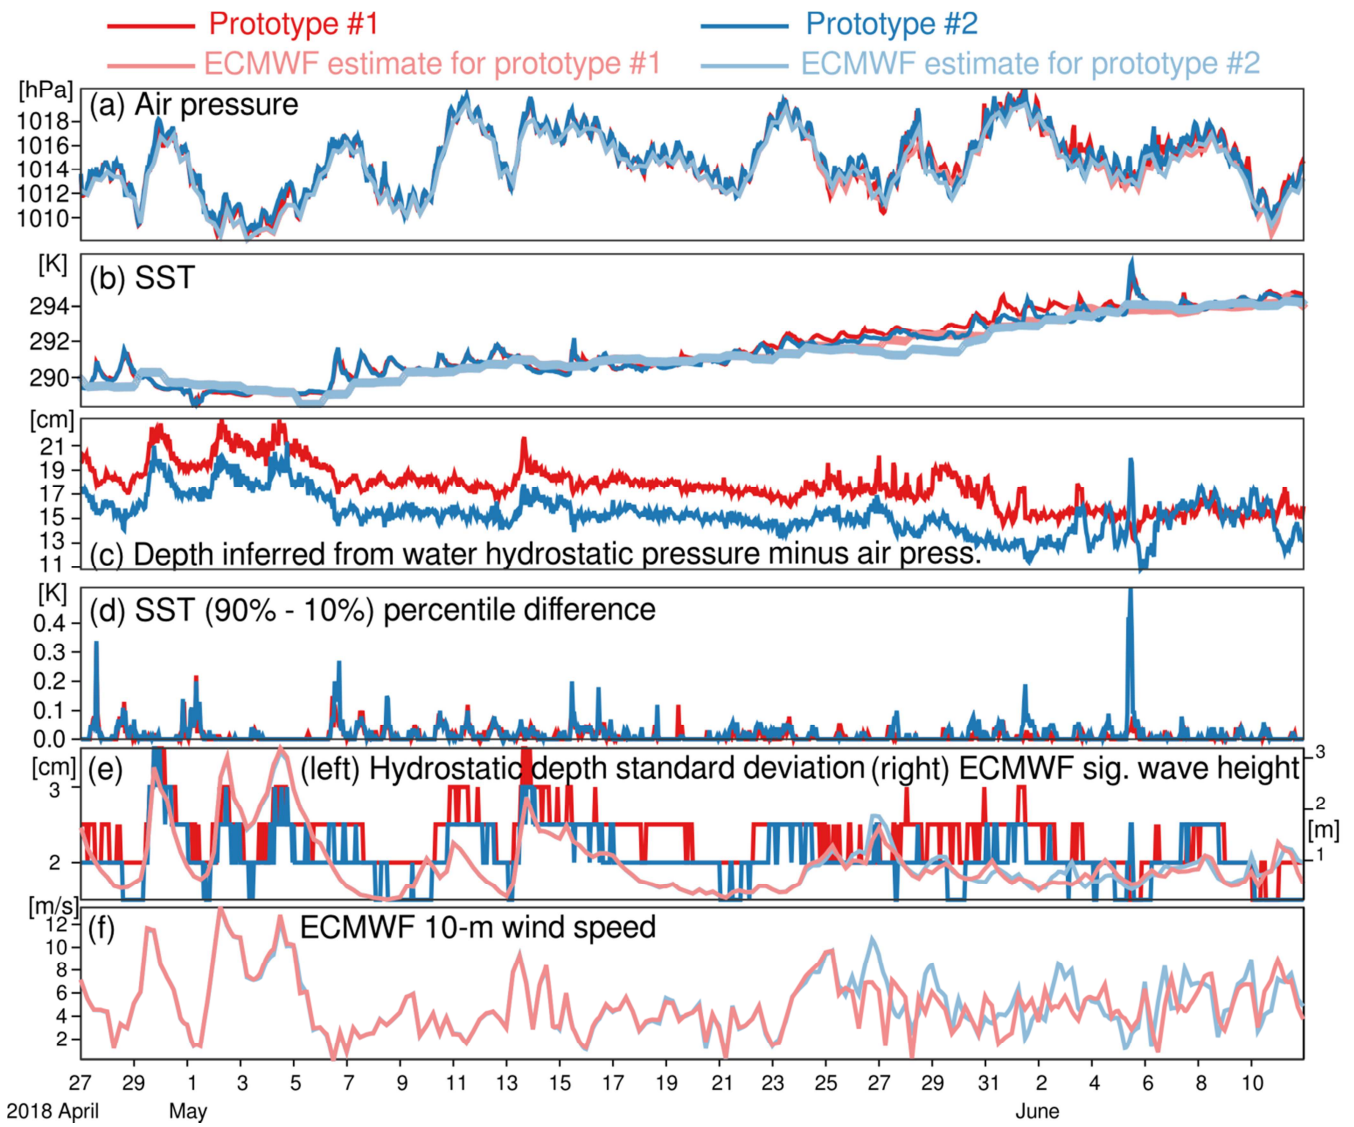 Prototype #1
Prototype #2
ECMWF estimate for prototype #1
ECMWF estimate for prototype #2
[hPa]
(a) Air pressure
1018
1016
1014
1012
1010
[K]
(b) SST
294
292
290
[cm]
21
19
17
15
13
11
(c) Depth inferred from water hydrostatic pressure minus air press.
[K]
(d) SST (90% - 10%) percentile difference
0.4
0.3
0.2
0.1
0.0
[cm]
(e)
(left) Hydrostatic depth standard deviation (right) ECMWF sig. wave height
3
2
3
2
[m]
1
[m/s]
(f)
ECMWF 10-m wind speed
12
10
8
6
4
2
27 29 1 3 5 7 9 11 13 15 17 19 21 23 25 27 29 31 2 4 6 8 10
2018 April May June